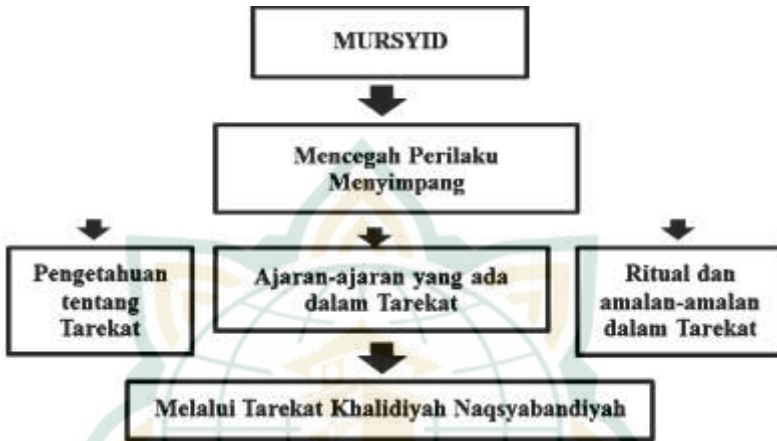 MURSYID
Mencegah Perilaku
Menyimpang
Pengetahuan
tentang
Tarekat
Ajaran-ajaran yang ada
dalam Tarekat
Ritual dan
amalan-amalan
dalam Tarekat
Melalui Tarekat Khalidiyah Naqsyabandiyah